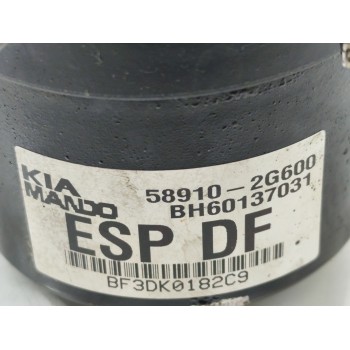 KIA 58910-2G600
MANDO BH60137031
ESP DF
BF3DK0182C9